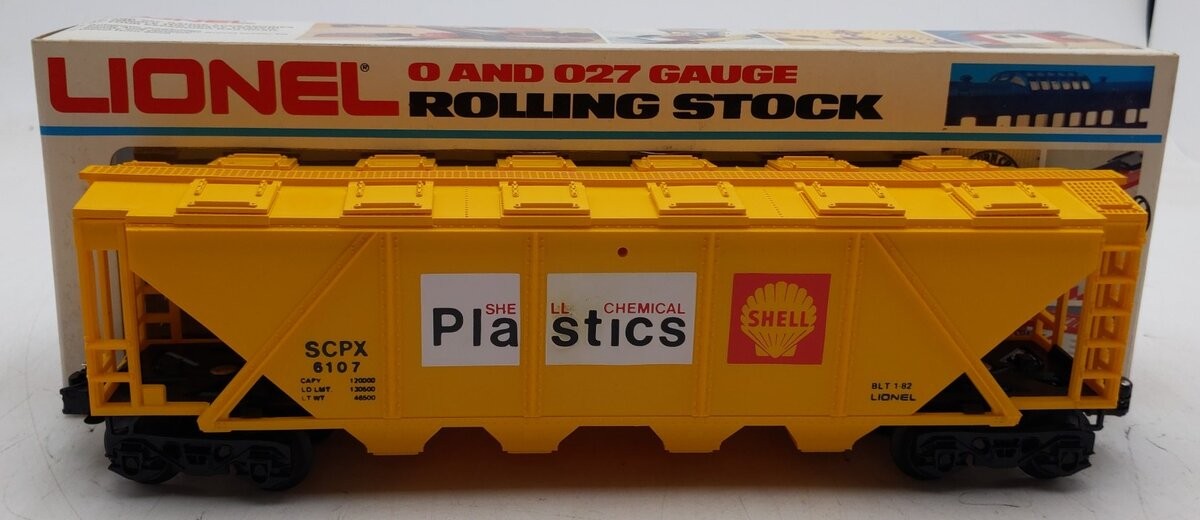 LIONEL®
O AND O27 GAUGE
ROLLING STOCK
SHELL CHEMICAL
Plastics
SHELL
SCPX
6107
CAPY 120000
LD LMT. 130600
LT WT 46500
BLT 1-82
LIONEL